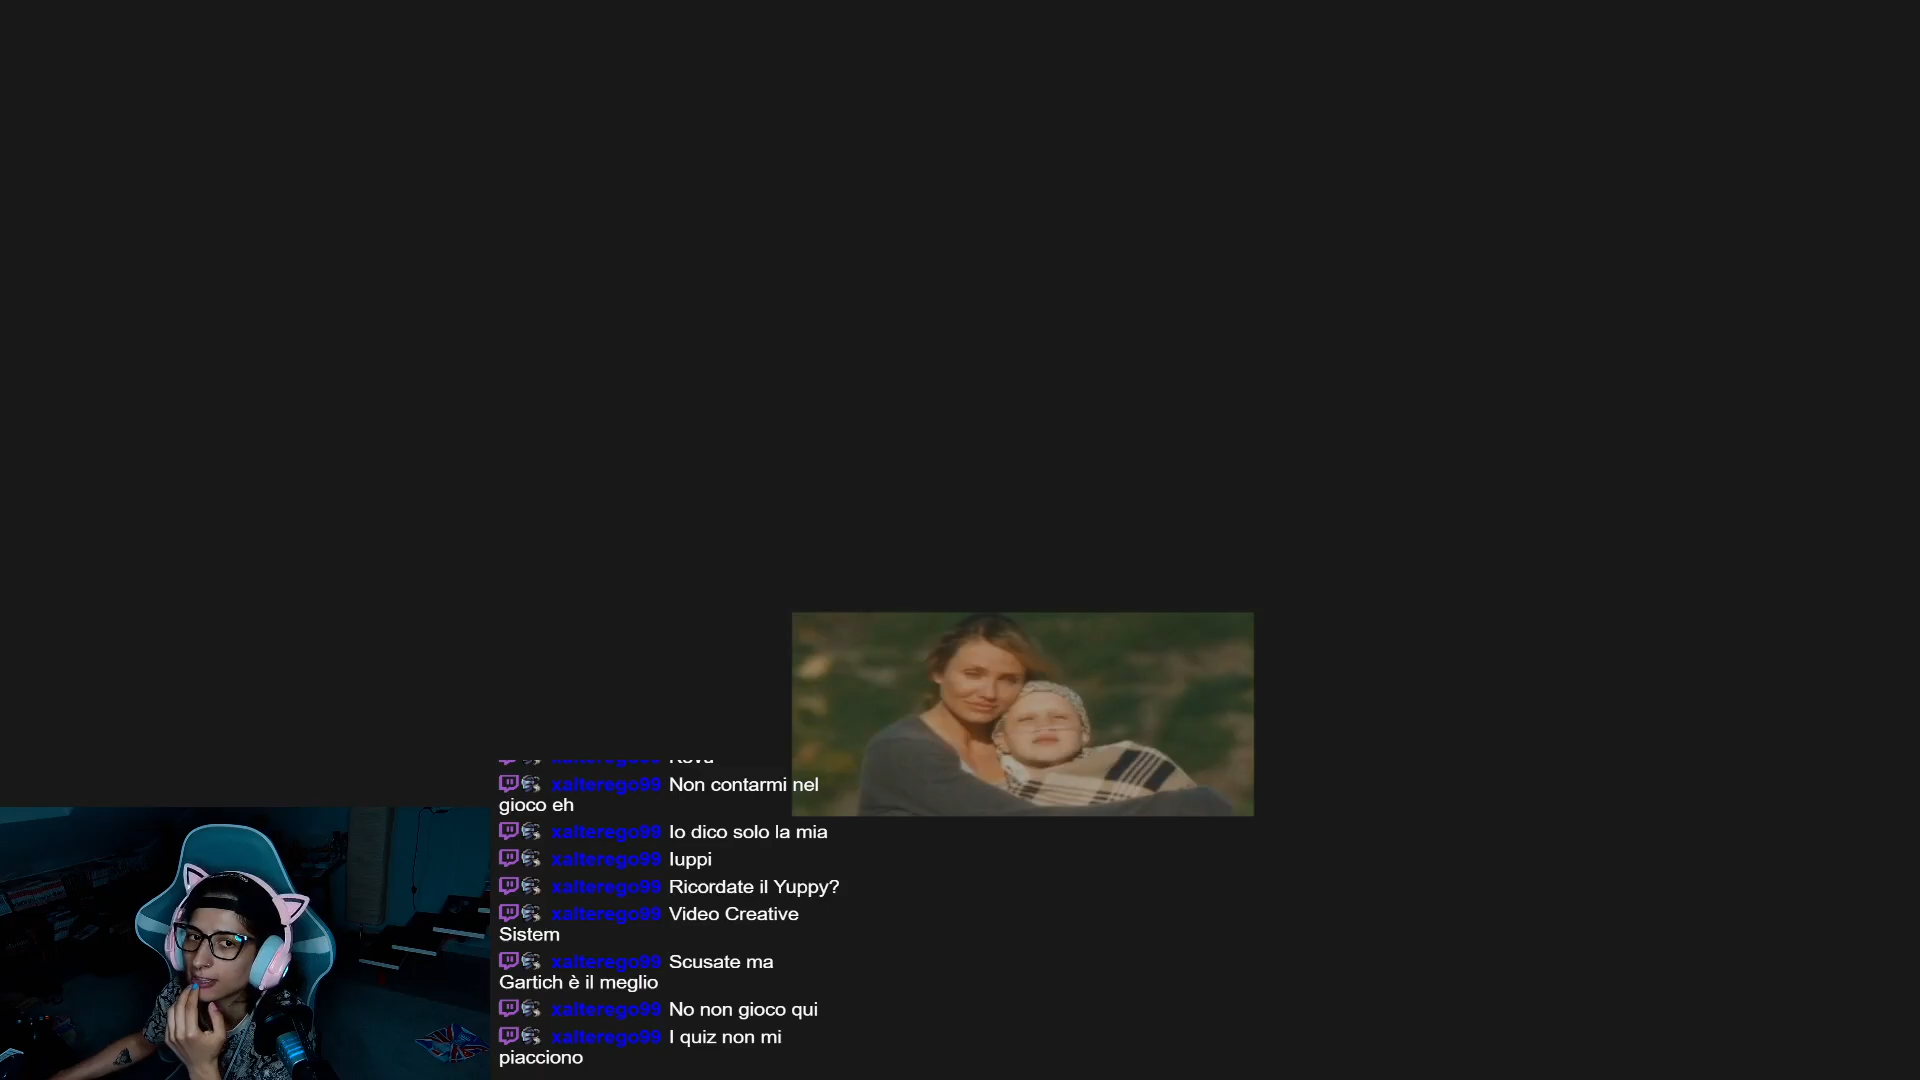 xalterego99 Non contarmi nel
gioco eh
xalterego99 Io dico solo la mia
xalterego99 Iuppi
xalterego99 Ricordate il Yuppy?
xalterego99 Video Creative
Sistem
xalterego99 Scusate ma
Gartich è il meglio
xalterego99 No non gioco qui
xalterego99 I quiz non mi
piacciono